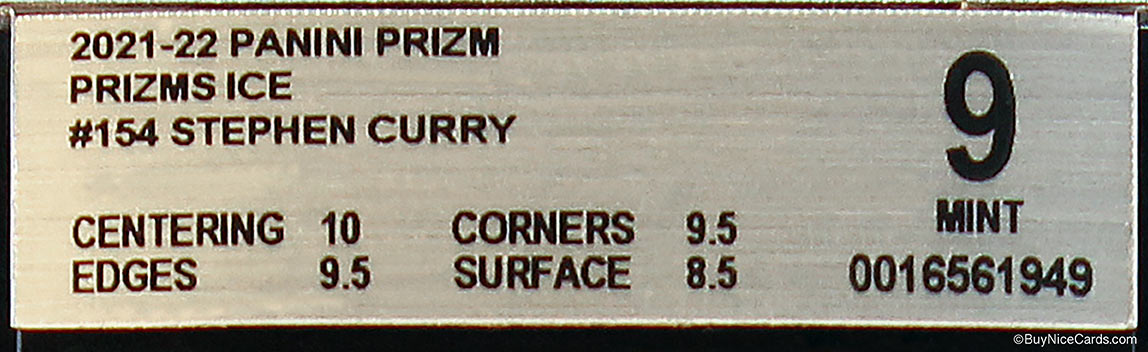 2021-22 PANINI PRIZM
PRIZMS ICE
#154 STEPHEN CURRY
9
MINT
0016561949
CENTERING 10 CORNERS 9.5
EDGES 9.5 SURFACE 8.5
©BuyNiceCards.com